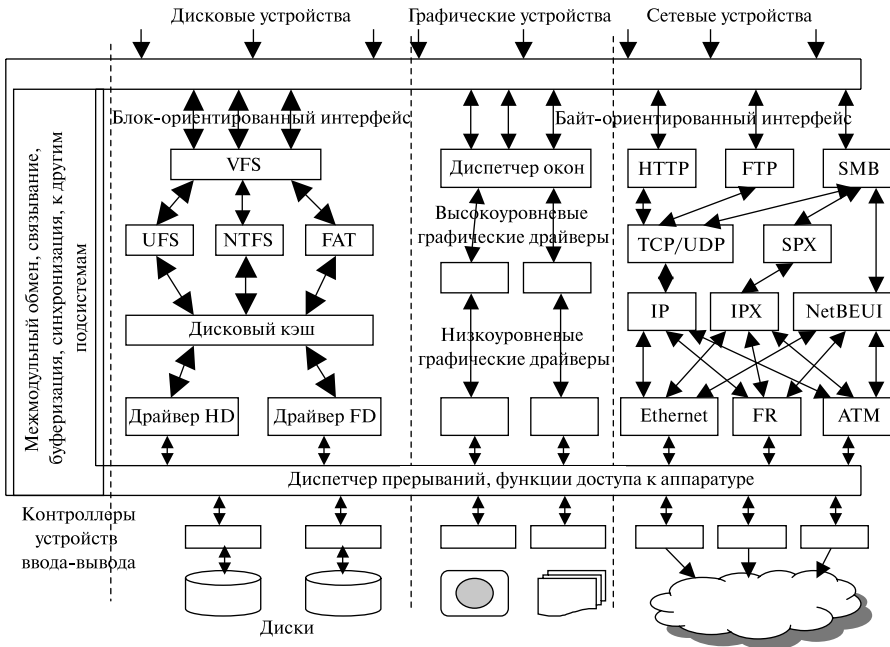 Дисковые устройства
Графические устройства
Сетевые устройства
Межмодульный обмен, связывание,
буферизация, синхронизация, к другим
подсистемам
Блок-ориентированный интерфейс
Байт-ориентированный интерфейс
VFS
Диспетчер окон
HTTP
FTP
SMB
Высокоуровневые
графические драйверы
UFS
NTFS
FAT
TCP/UDP
SPX
IP
IPX
NetBEUI
Дисковый кэш
Низкоуровневые
графические драйверы
Драйвер HD
Драйвер FD
Ethernet
FR
ATM
Диспетчер прерываний, функции доступа к аппаратуре
Контроллеры
устройств
ввода-вывода
Диски